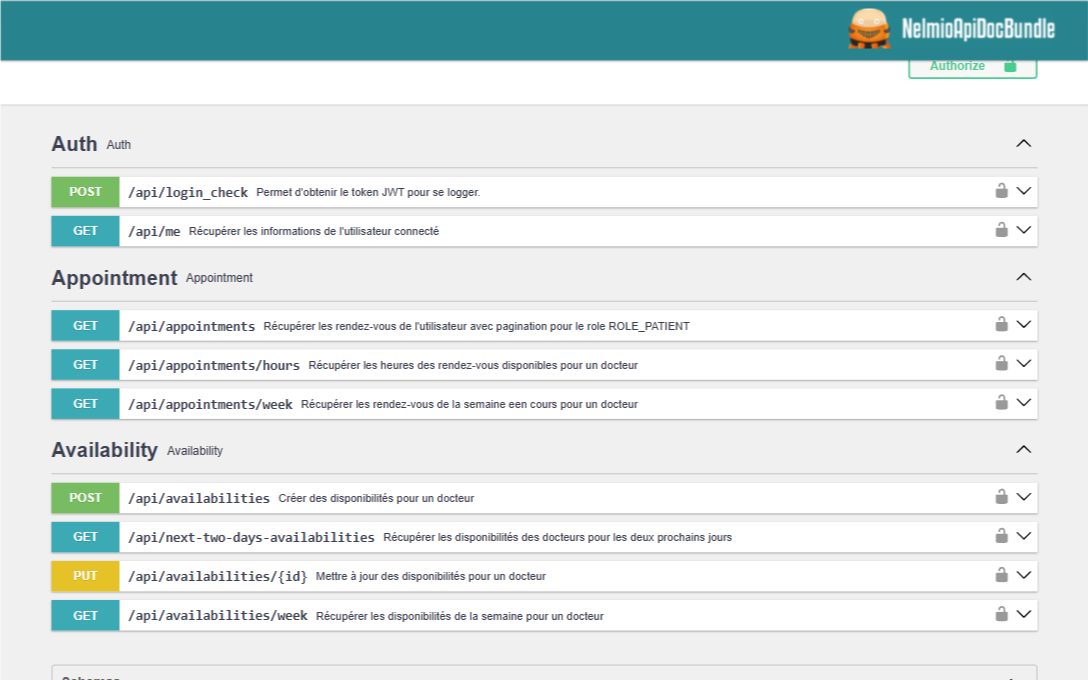 NelmioApiDocBundle
Authorize
Auth Auth
POST /api/login_check Permet d'obtenir le token JWT pour se logger.
GET /api/me Récupérer les informations de l'utilisateur connecté
Appointment Appointment
GET /api/appointments Récupérer les rendez-vous de l'utilisateur avec pagination pour le role ROLE_PATIENT
GET /api/appointments/hours Récupérer les heures des rendez-vous disponibles pour un docteur
GET /api/appointments/week Récupérer les rendez-vous de la semaine een cours pour un docteur
Availability Availability
POST /api/availabilities Créer des disponibilités pour un docteur
GET /api/next-two-days-availabilities Récupérer les disponibilités des docteurs pour les deux prochains jours
PUT /api/availabilities/{id} Mettre à jour des disponibilités pour un docteur
GET /api/availabilities/week Récupérer les disponibilités de la semaine pour un docteur
Schemas